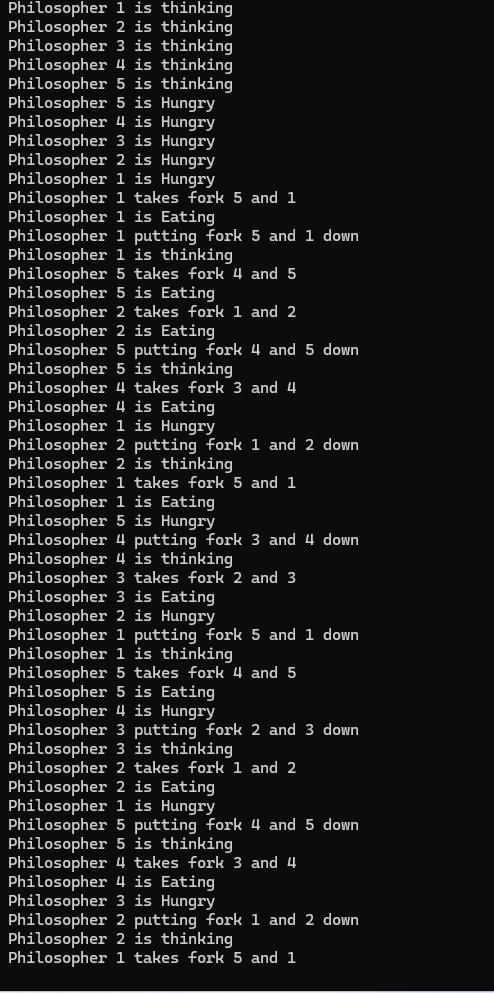 Philosopher 1 is thinking
Philosopher 2 is thinking
Philosopher 3 is thinking
Philosopher 4 is thinking
Philosopher 5 is thinking
Philosopher 5 is Hungry
Philosopher 4 is Hungry
Philosopher 3 is Hungry
Philosopher 2 is Hungry
Philosopher 1 is Hungry
Philosopher 1 takes fork 5 and 1
Philosopher 1 is Eating
Philosopher 1 putting fork 5 and 1 down
Philosopher 1 is thinking
Philosopher 5 takes fork 4 and 5
Philosopher 5 is Eating
Philosopher 2 takes fork 1 and 2
Philosopher 2 is Eating
Philosopher 5 putting fork 4 and 5 down
Philosopher 5 is thinking
Philosopher 4 takes fork 3 and 4
Philosopher 4 is Eating
Philosopher 1 is Hungry
Philosopher 2 putting fork 1 and 2 down
Philosopher 2 is thinking
Philosopher 1 takes fork 5 and 1
Philosopher 1 is Eating
Philosopher 5 is Hungry
Philosopher 4 putting fork 3 and 4 down
Philosopher 4 is thinking
Philosopher 3 takes fork 2 and 3
Philosopher 3 is Eating
Philosopher 2 is Hungry
Philosopher 1 putting fork 5 and 1 down
Philosopher 1 is thinking
Philosopher 5 takes fork 4 and 5
Philosopher 5 is Eating
Philosopher 4 is Hungry
Philosopher 3 putting fork 2 and 3 down
Philosopher 3 is thinking
Philosopher 2 takes fork 1 and 2
Philosopher 2 is Eating
Philosopher 1 is Hungry
Philosopher 5 putting fork 4 and 5 down
Philosopher 5 is thinking
Philosopher 4 takes fork 3 and 4
Philosopher 4 is Eating
Philosopher 3 is Hungry
Philosopher 2 putting fork 1 and 2 down
Philosopher 2 is thinking
Philosopher 1 takes fork 5 and 1